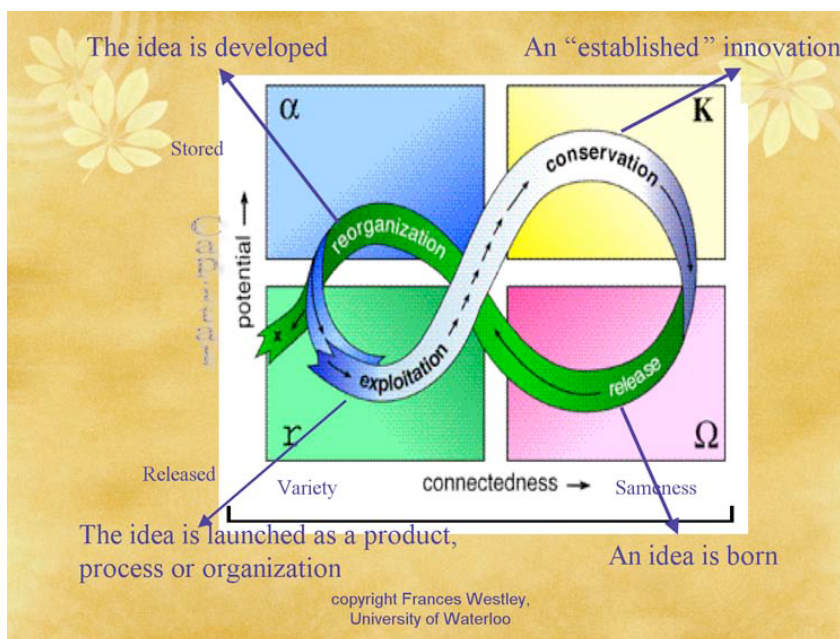 The idea is developed
An “established” innovation
α
K
Stored
conservation
reorganization
potential →
exploitation
release
x
r
Ω
Released
Variety
connectedness →
Sameness
The idea is launched as a product,
process or organization
An idea is born
copyright Frances Westley,
University of Waterloo